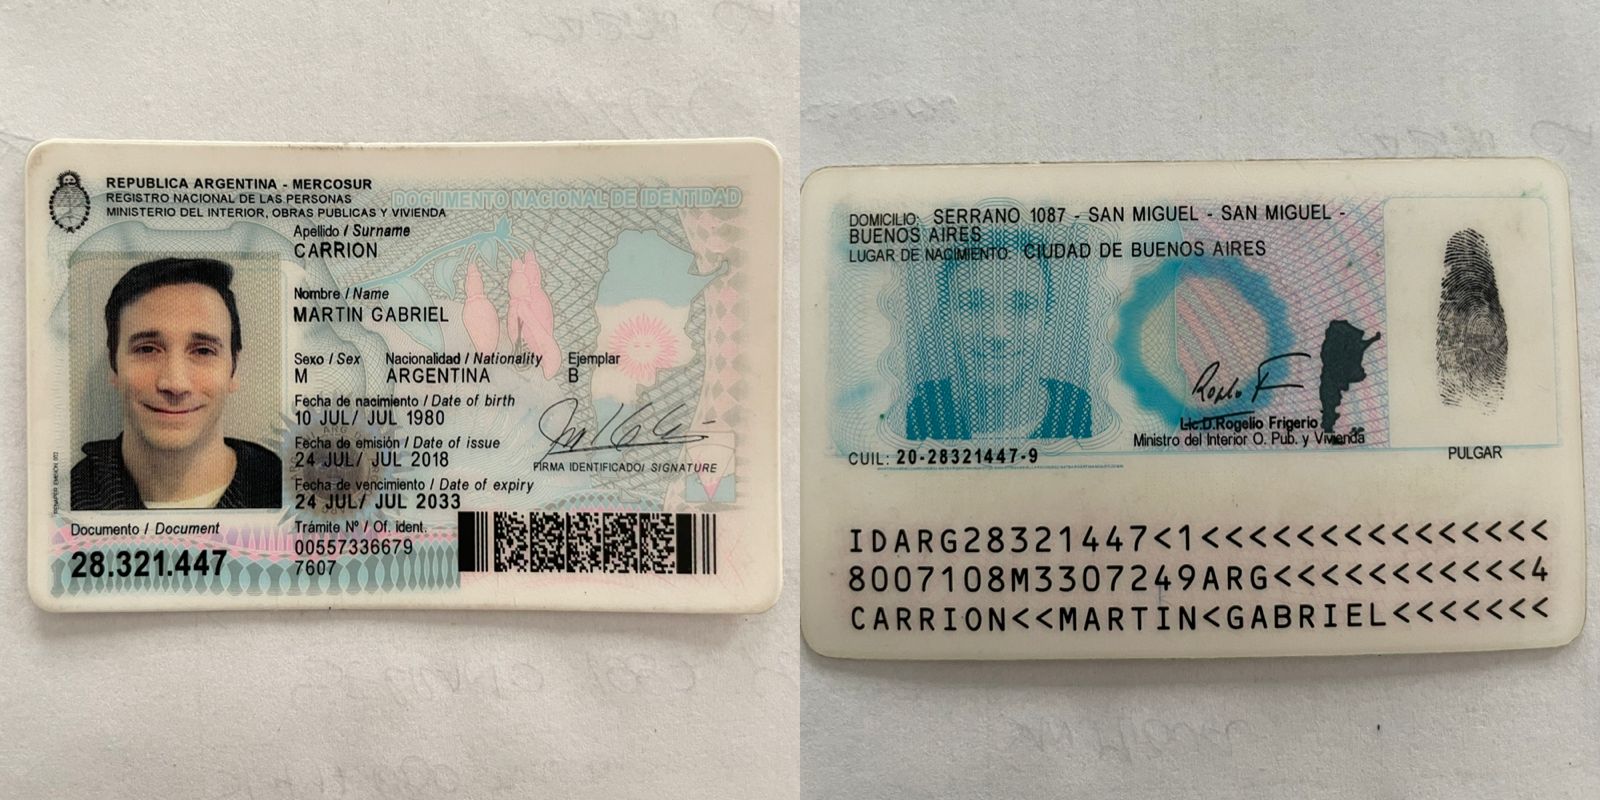 REPUBLICA ARGENTINA - MERCOSUR
REGISTRO NACIONAL DE LAS PERSONAS
MINISTERIO DEL INTERIOR, OBRAS PUBLICAS Y VIVIENDA
DOCUMENTO NACIONAL DE IDENTIDAD
Apellido / Surname
CARRION
Nombre / Name
MARTIN GABRIEL
Sexo / Sex Nacionalidad / Nationality Ejemplar
M ARGENTINA B
Fecha de nacimiento / Date of birth
10 JUL/ JUL 1980
Fecha de emisión / Date of issue
24 JUL/ JUL 2018
FIRMA IDENTIFICADO/ SIGNATURE
Fecha de vencimiento / Date of expiry
24 JUL/ JUL 2033
Documento / Document
28.321.447
Trámite Nº / Of. ident.
00557336679
7607
DOMICILIO: SERRANO 1087 - SAN MIGUEL - SAN MIGUEL -
BUENOS AIRES
LUGAR DE NACIMIENTO: CIUDAD DE BUENOS AIRES
Lic.D.Rogelio Frigerio
Ministro del Interior O. Pub. y Vivienda
PULGAR
CUIL: 20-28321447-9
IDARG28321447<1<<<<<<<<<<<<<<<
8007108M3307249ARG<<<<<<<<<<<4
CARRION<<MARTIN<GABRIEL<<<<<<<